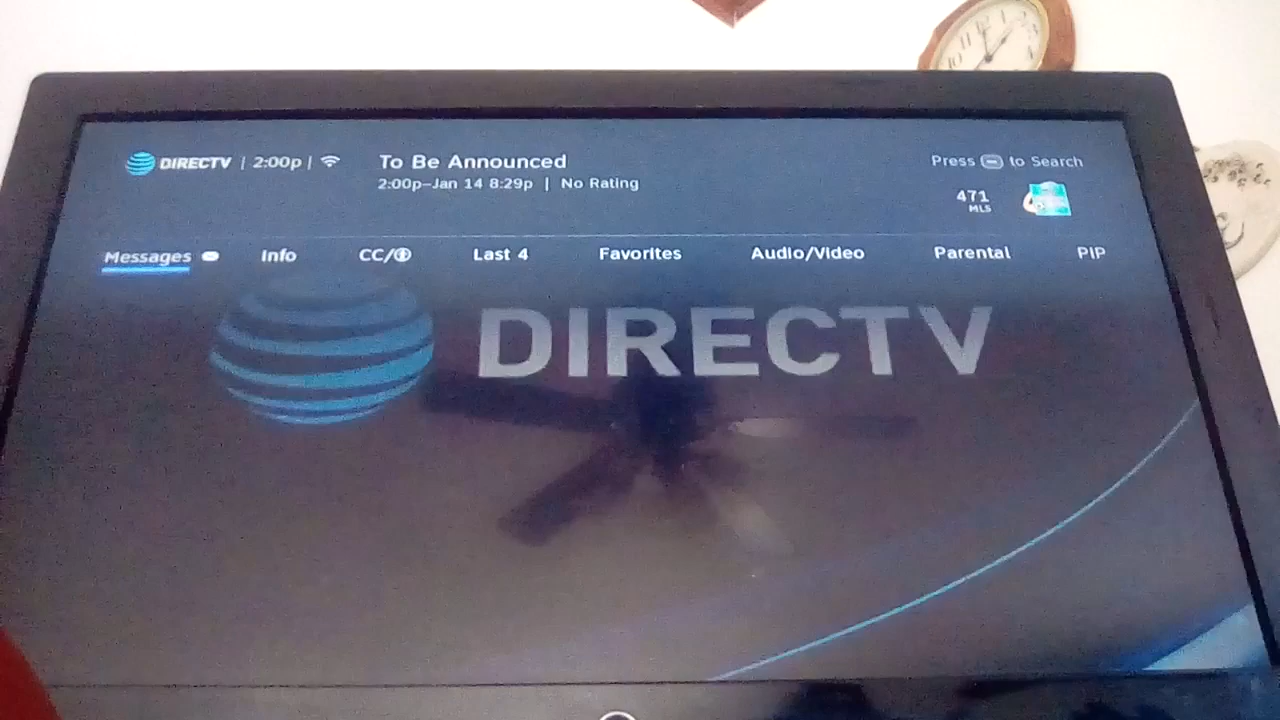 DIRECTV | 2:00p |
To Be Announced
2:00p–Jan 14 8:29p | No Rating
Press to Search
471
MLS
Messages Info CC/ Last 4 Favorites Audio/Video Parental PIP
DIRECTV